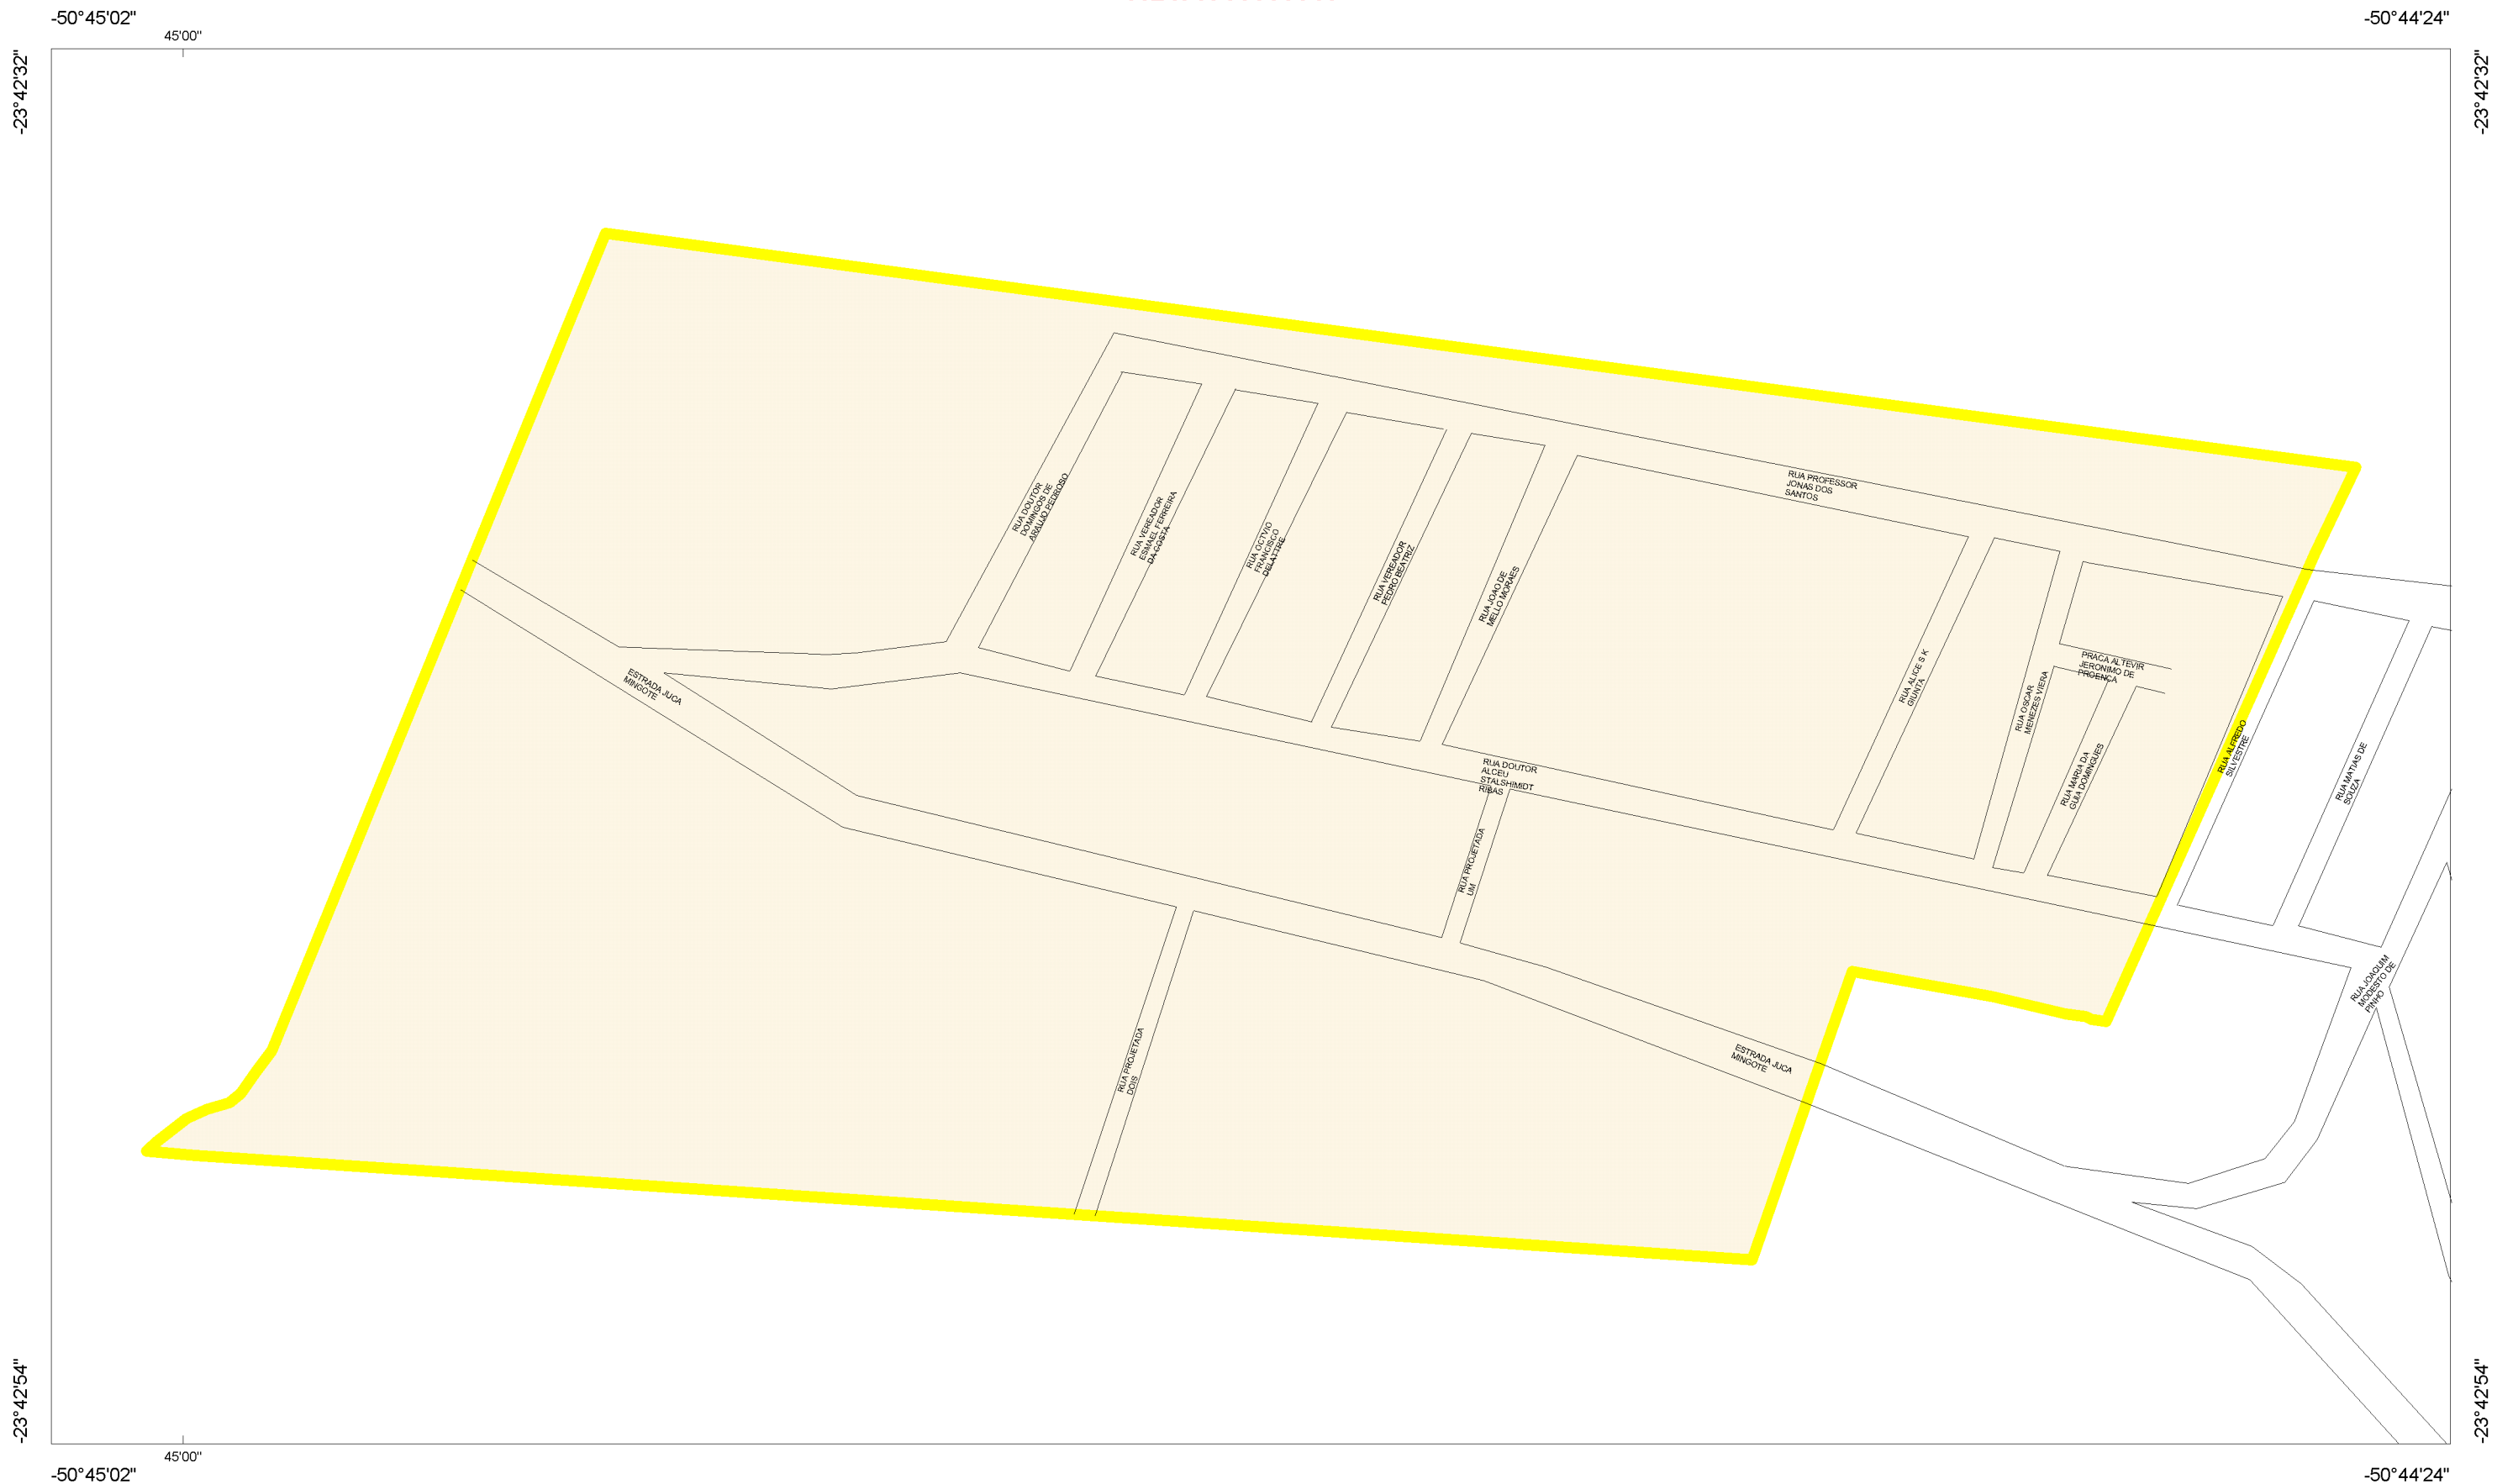 -50°45'02"
-50°44'24"
45'00"
-23°42'32"
-23°42'32"
RUA PROFESSOR
JONAS DOS
SANTOS
RUA DOUTOR
DOMINGOS DE
ARAUJO PEDROSO
RUA VEREADOR
ESMAEL FERREIRA
DA COSTA
RUA OCTVIO
FRANCISCO
DELATTRE
RUA VEREADOR
PEDRO BEATRIZ
RUA JOAO DE
MELLO MORAES
RUA ALICE S K
GIUNTA
RUA OSCAR
MENEZES VIERA
PRACA ALTEVIR
JERONIMO DE
PROENCA
RUA MARIA DA
GUIA DOMINGUES
RUA ALFREDO
SILVESTRE
RUA MATIAS DE
SOUZA
ESTRADA JUCA
MINGOTE
RUA DOUTOR
ALCEU
STALSHIMIDT
RIBAS
RUA PROJETADA
UM
RUA JOAQUIM
MODESTO DE
PINHO
RUA PROJETADA
DOIS
ESTRADA JUCA
MINGOTE
-23°42'54"
-23°42'54"
45'00"
-50°45'02"
-50°44'24"